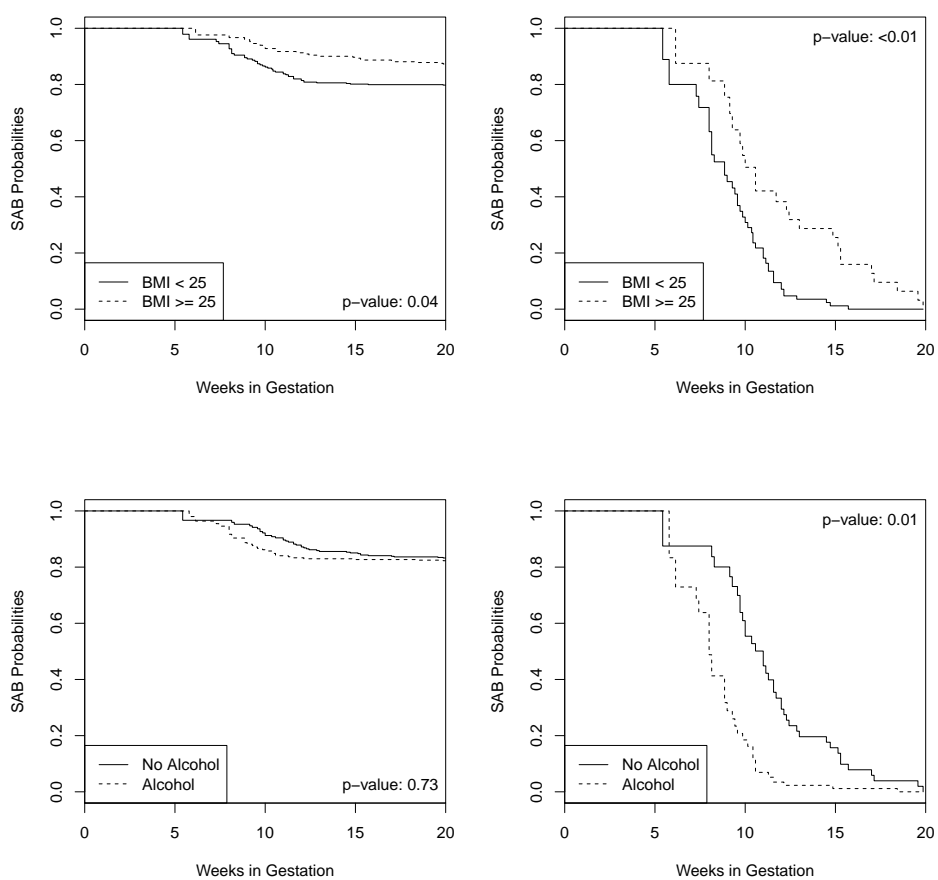 SAB Probabilities
0.0 0.2 0.4 0.6 0.8 1.0
BMI < 25
BMI >= 25
p−value: 0.04
0 5 10 15 20
Weeks in Gestation
SAB Probabilities
0.0 0.2 0.4 0.6 0.8 1.0
p−value: <0.01
BMI < 25
BMI >= 25
0 5 10 15 20
Weeks in Gestation
SAB Probabilities
0.0 0.2 0.4 0.6 0.8 1.0
No Alcohol
Alcohol
p−value: 0.73
0 5 10 15 20
Weeks in Gestation
SAB Probabilities
0.0 0.2 0.4 0.6 0.8 1.0
p−value: 0.01
No Alcohol
Alcohol
0 5 10 15 20
Weeks in Gestation